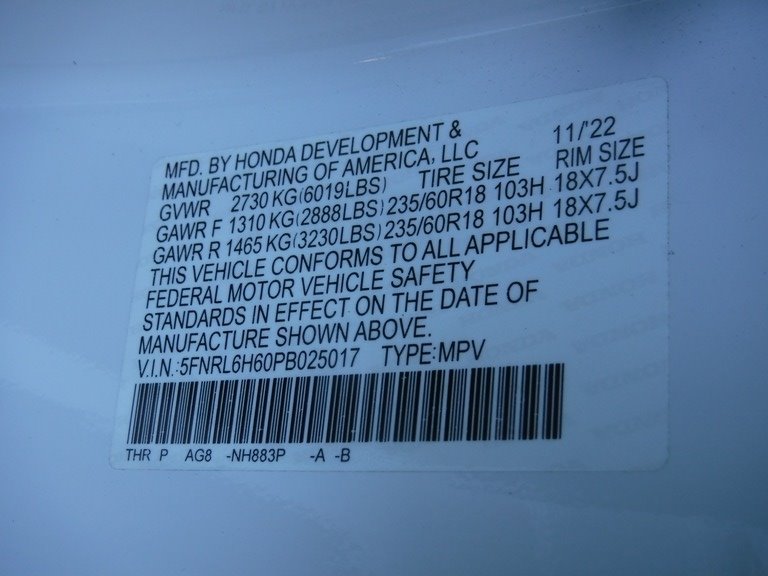 MFD. BY HONDA DEVELOPMENT & 11/'22
MANUFACTURING OF AMERICA, LLC RIM SIZE
GVWR 2730 KG(6019LBS) TIRE SIZE
GAWR F 1310 KG(2888LBS) 235/60R18 103H 18X7.5J
GAWR R 1465 KG(3230LBS) 235/60R18 103H 18X7.5J
THIS VEHICLE CONFORMS TO ALL APPLICABLE
FEDERAL MOTOR VEHICLE SAFETY
STANDARDS IN EFFECT ON THE DATE OF
MANUFACTURE SHOWN ABOVE.
V.I.N.:5FNRL6H60PB025017 TYPE:MPV
THR P AG8 -NH883P -A -B